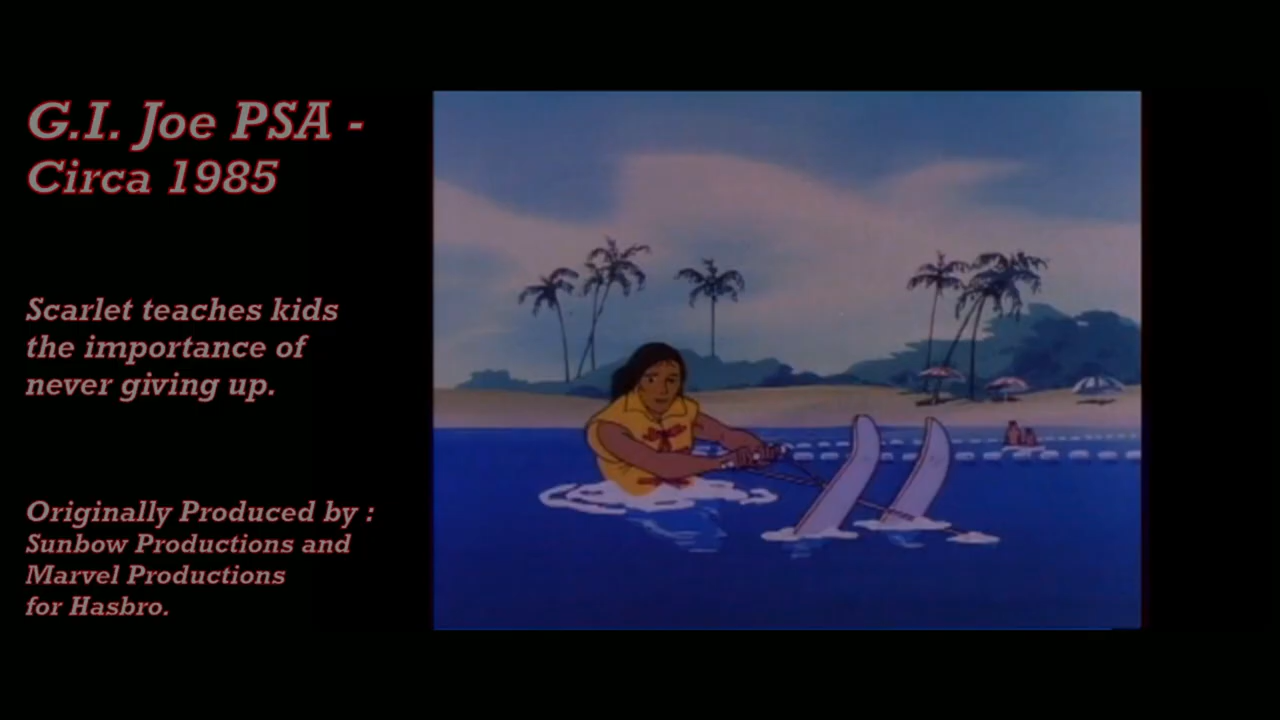 G.I. Joe PSA -
Circa 1985
Scarlet teaches kids
the importance of
never giving up.
Originally Produced by :
Sunbow Productions and
Marvel Productions
for Hasbro.